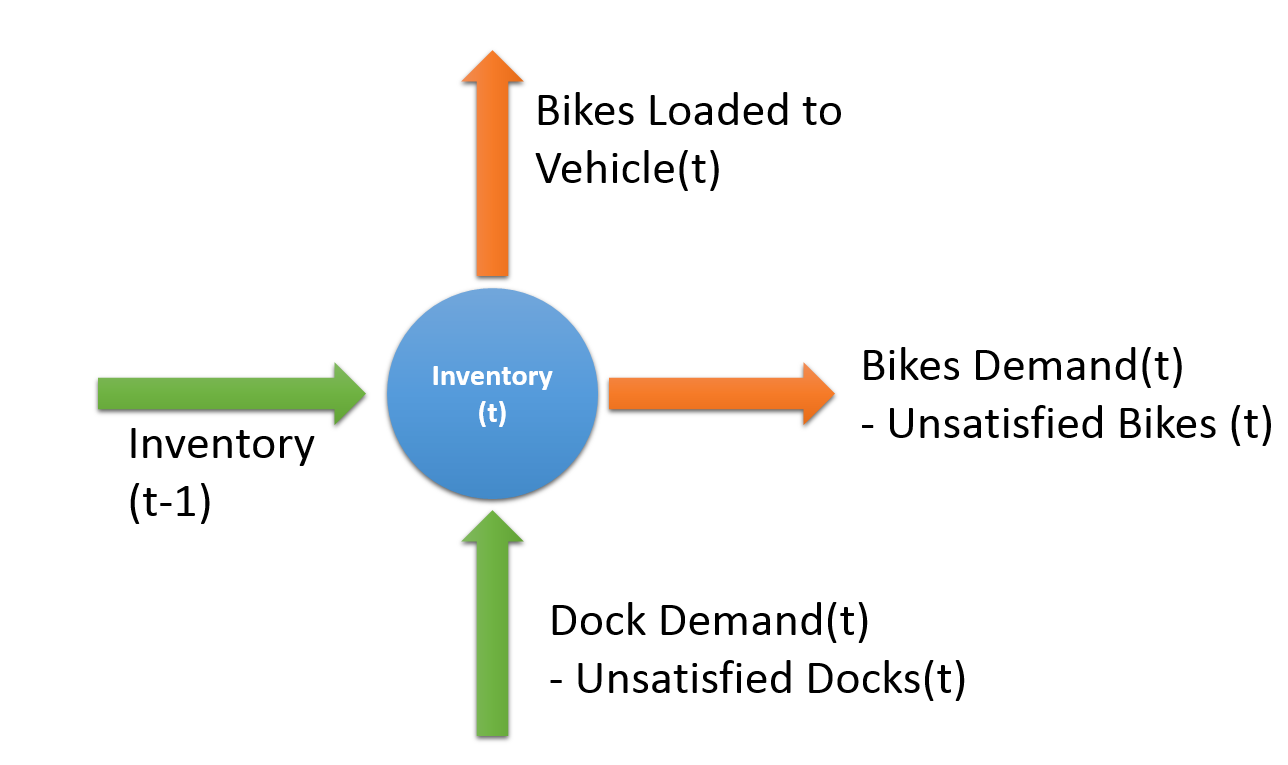 Bikes Loaded to
Vehicle(t)
Inventory
(t)
Bikes Demand(t)
- Unsatisfied Bikes (t)
Inventory
(t-1)
Dock Demand(t)
- Unsatisfied Docks(t)